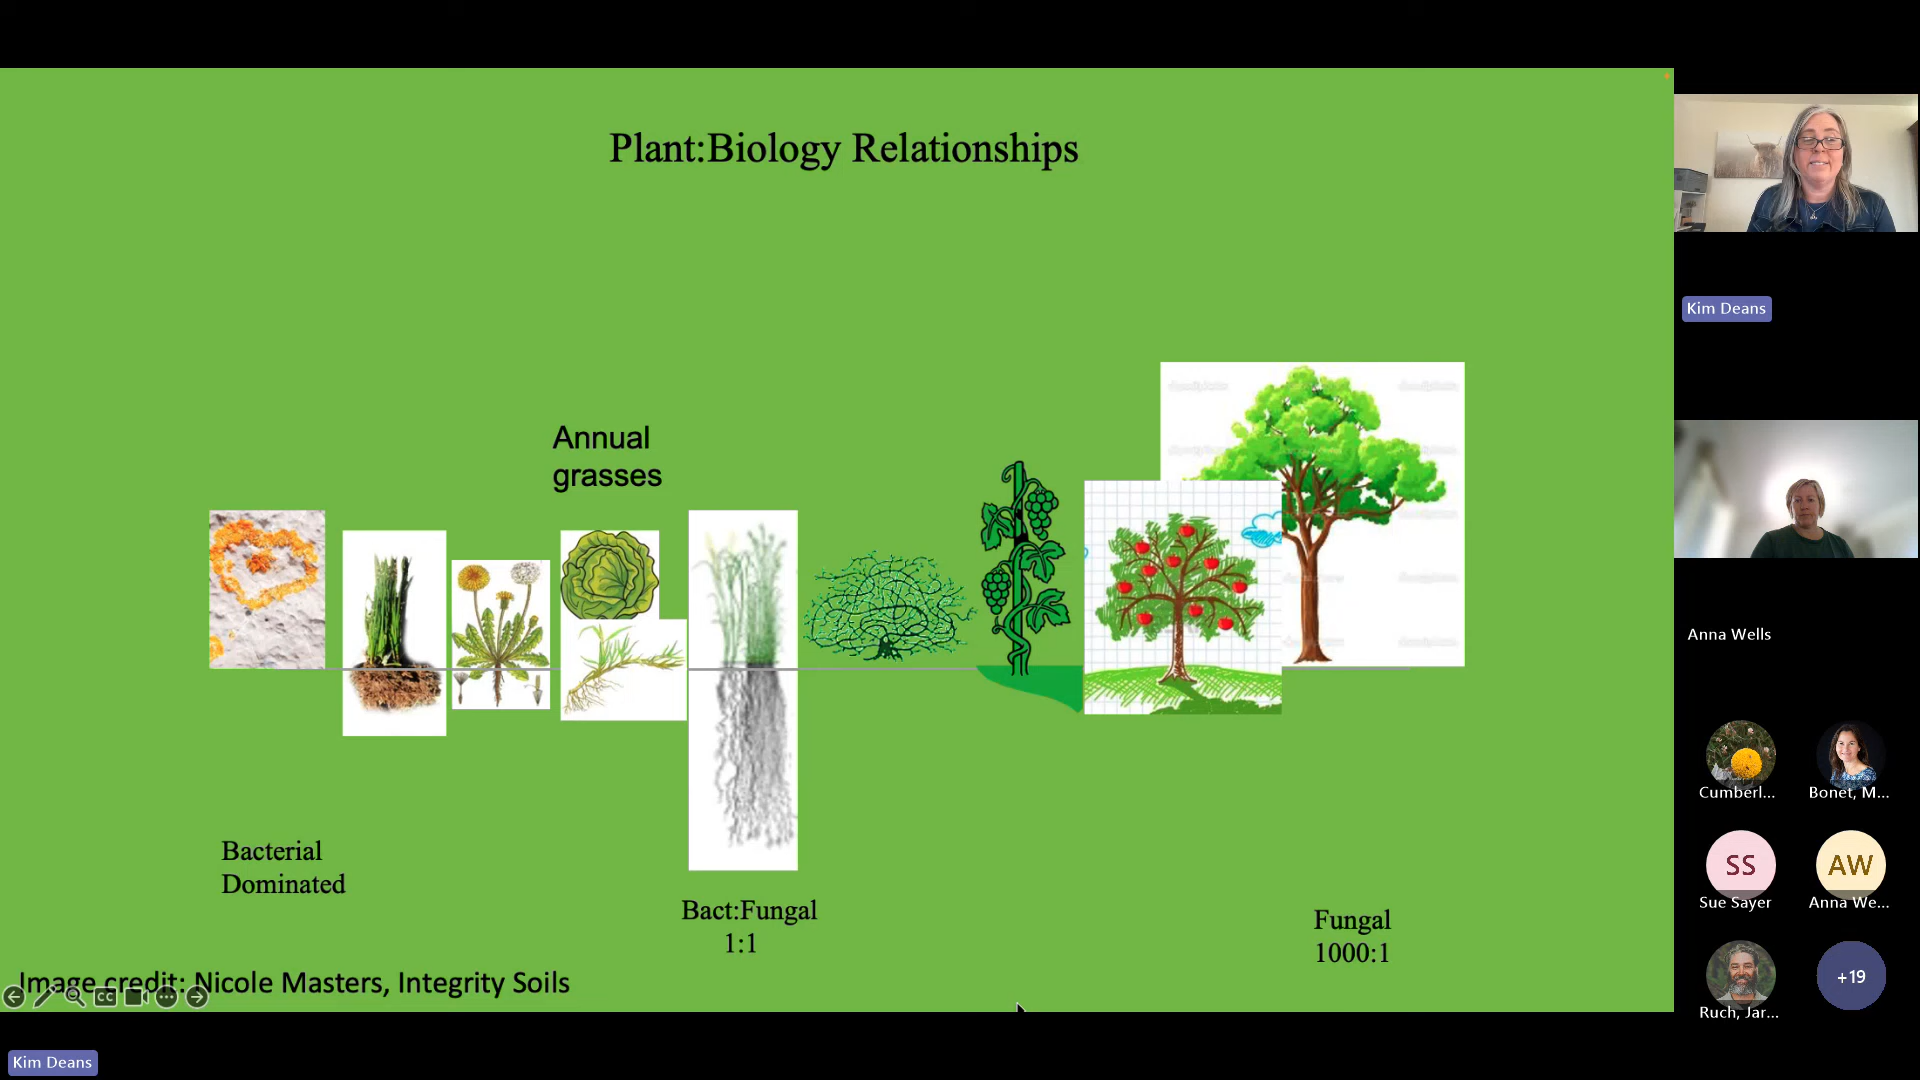 Plant:Biology Relationships
Annual
grasses
Bacterial
Dominated
Bact:Fungal
1:1
Fungal
1000:1
Image credit: Nicole Masters, Integrity Soils
CC
Kim Deans
Kim Deans
Anna Wells
Cumberl...
Bonet, M...
SS
AW
Sue Sayer
Anna We...
+19
Ruch, Jar...